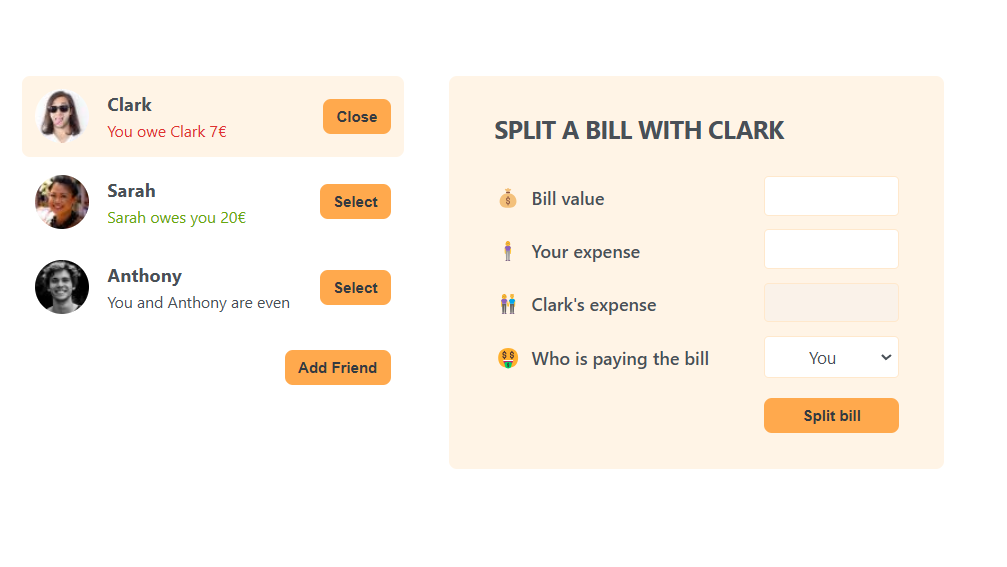 Clark
You owe Clark 7€
Close
Sarah
Sarah owes you 20€
Select
Anthony
You and Anthony are even
Select
Add Friend
SPLIT A BILL WITH CLARK
Bill value
Your expense
Clark's expense
Who is paying the bill
You
Split bill